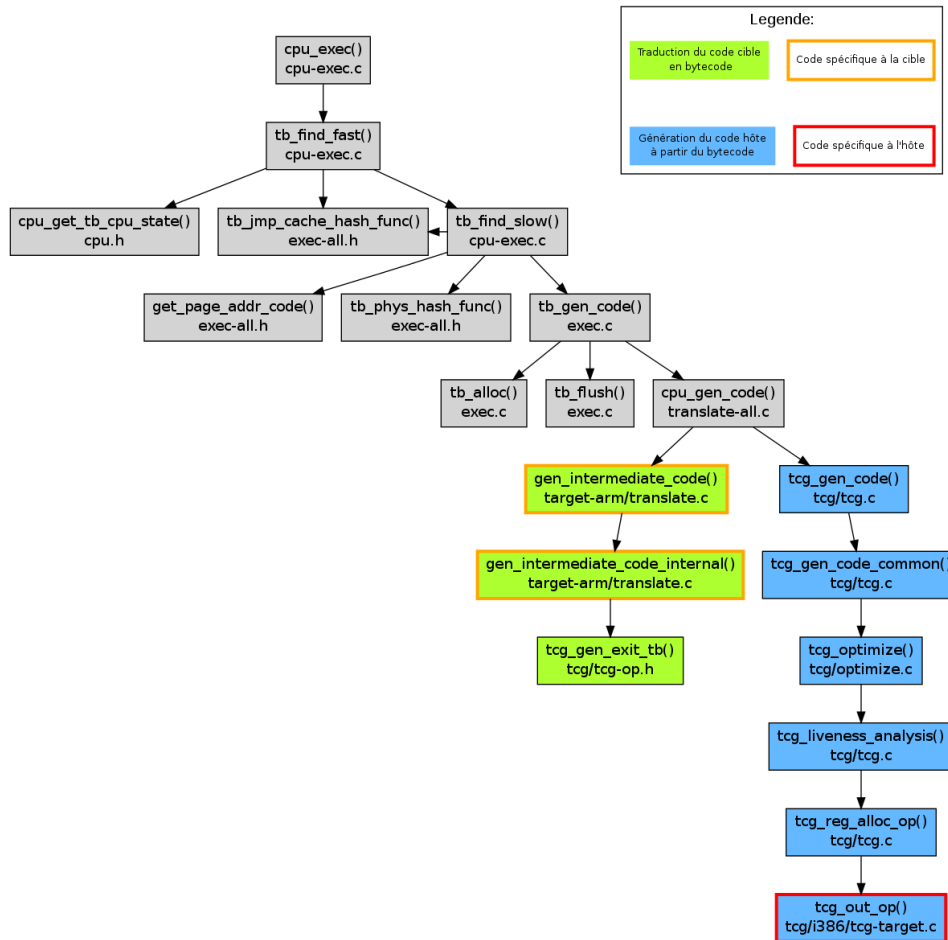 Legende:
Traduction du code cible
en bytecode
Code spécifique à la cible
Génération du code hôte
à partir du bytecode
Code spécifique à l'hôte
cpu_exec()
cpu-exec.c
tb_find_fast()
cpu-exec.c
cpu_get_tb_cpu_state()
cpu.h
tb_jmp_cache_hash_func()
exec-all.h
tb_find_slow()
cpu-exec.c
get_page_addr_code()
exec-all.h
tb_phys_hash_func()
exec-all.h
tb_gen_code()
exec.c
tb_alloc()
exec.c
tb_flush()
exec.c
cpu_gen_code()
translate-all.c
gen_intermediate_code()
target-arm/translate.c
tcg_gen_code()
tcg/tcg.c
gen_intermediate_code_internal()
target-arm/translate.c
tcg_gen_code_common()
tcg/tcg.c
tcg_gen_exit_tb()
tcg/tcg-op.h
tcg_optimize()
tcg/optimize.c
tcg_liveness_analysis()
tcg/tcg.c
tcg_reg_alloc_op()
tcg/tcg.c
tcg_out_op()
tcg/i386/tcg-target.c